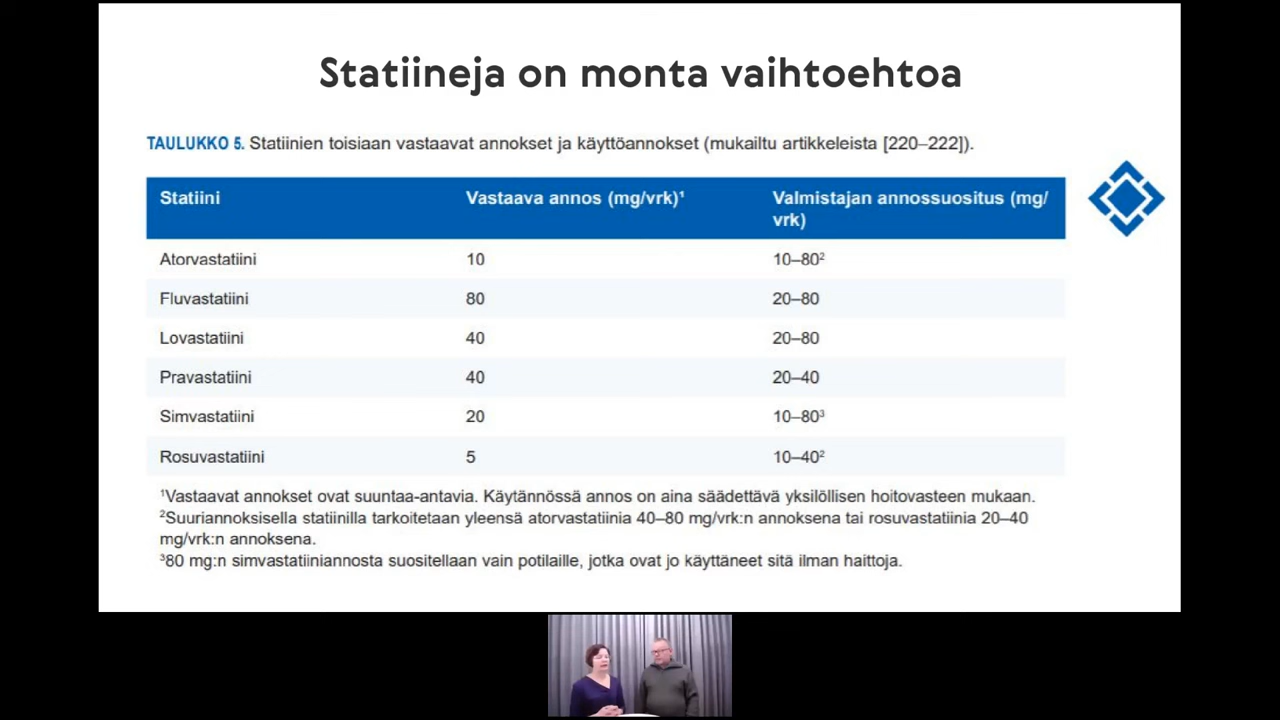 Statiineja on monta vaihtoehtoa
TAULUKKO 5. Statiinien toisiaan vastaavat annokset ja käyttöannokset (mukailtu artikkeleista [220–222]).
Statiini Vastaava annos (mg/vrk)¹ Valmistajan annossuositus (mg/
vrk)
Atorvastatiini 10 10–80²
Fluvastatiini 80 20–80
Lovastatiini 40 20–80
Pravastatiini 40 20–40
Simvastatiini 20 10–80³
Rosuvastatiini 5 10–40²
¹Vastaavat annokset ovat suuntaa-antavia. Käytännössä annos on aina säädettävä yksilöllisen hoitovasteen mukaan.
²Suuriannoksisella statiinilla tarkoitetaan yleensä atorvastatiinia 40–80 mg/vrk:n annoksena tai rosuvastatiinia 20–40
mg/vrk:n annoksena.
³80 mg:n simvastatiiniannosta suositellaan vain potilaille, jotka ovat jo käyttäneet sitä ilman haittoja.